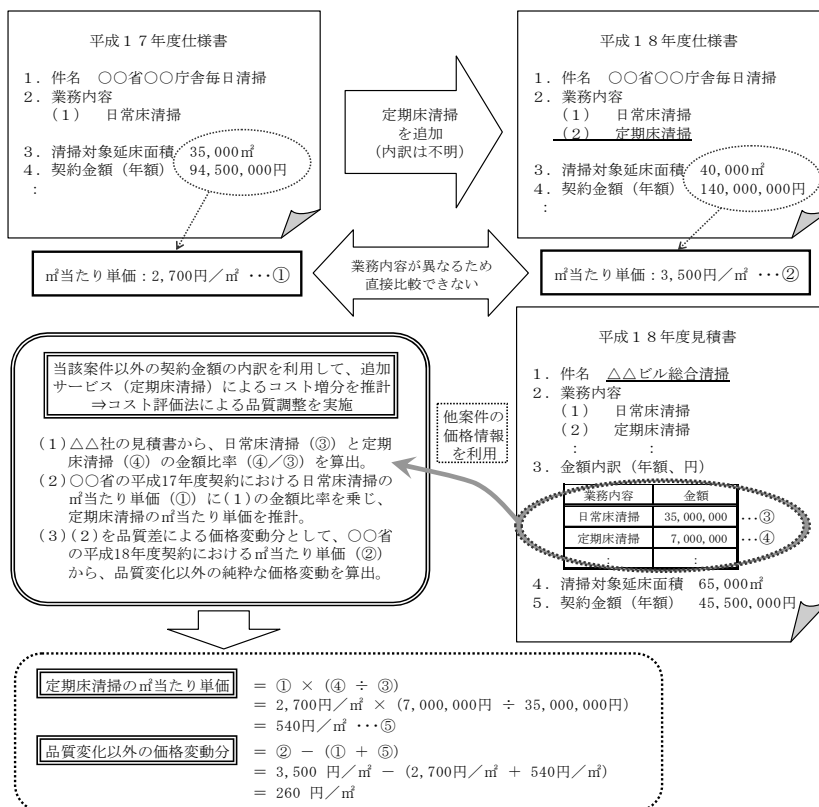 平成１７年度仕様書
１．件名　○○省○○庁舎毎日清掃
２．業務内容
（１）　日常床清掃
３．清掃対象延床面積　35,000㎡
４．契約金額（年額）　94,500,000円
：
定期床清掃
を追加
（内訳は不明）
平成１８年度仕様書
１．件名　○○省○○庁舎毎日清掃
２．業務内容
（１）　日常床清掃
（２）　定期床清掃
３．清掃対象延床面積　40,000㎡
４．契約金額（年額）　140,000,000円
：
㎡当たり単価：2,700円／㎡ ･･･①
業務内容が異なるため
直接比較できない
㎡当たり単価：3,500円／㎡ ･･･②
当該案件以外の契約金額の内訳を利用して、追加
サービス（定期床清掃）によるコスト増分を推計
⇒コスト評価法による品質調整を実施
（１）△△社の見積書から、日常床清掃（③）と定期
床清掃（④）の金額比率（④/③）を算出。
（２）○○省の平成17年度契約における日常床清掃の
㎡当たり単価（①）に（１）の金額比率を乗じ、
定期床清掃の㎡当たり単価を推計。
（３）（２）を品質差による価格変動分として、○○省
の平成18年度契約における㎡当たり単価（②）
から、品質変化以外の純粋な価格変動を算出。
他案件の
価格情報
を利用
平成１８年度見積書
１．件名　△△ビル総合清掃
２．業務内容
（１）　日常床清掃
（２）　定期床清掃
：　　　：
３．金額内訳（年額、円）
業務内容　金額
日常床清掃　35,000,000　･･･③
定期床清掃　7,000,000　･･･④
：　　　：
４．清掃対象延床面積　65,000㎡
５．契約金額（年額）　45,500,000円
定期床清掃の㎡当たり単価　＝ ① × （④ ÷ ③）
＝ 2,700円／㎡ × （7,000,000円 ÷ 35,000,000円）
＝ 540円／㎡ ･･･⑤
品質変化以外の価格変動分　＝ ② － （① ＋ ⑤）
＝ 3,500 円／㎡ － （2,700円／㎡ ＋ 540円／㎡）
＝ 260 円／㎡